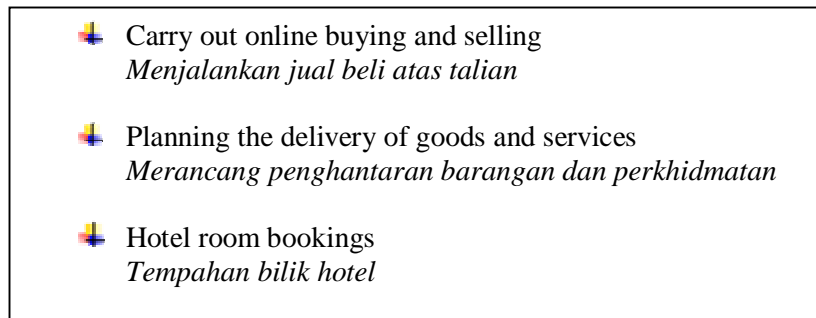 Carry out online buying and selling
Menjalankan jual beli atas talian
Planning the delivery of goods and services
Merancang penghantaran barangan dan perkhidmatan
Hotel room bookings
Tempahan bilik hotel